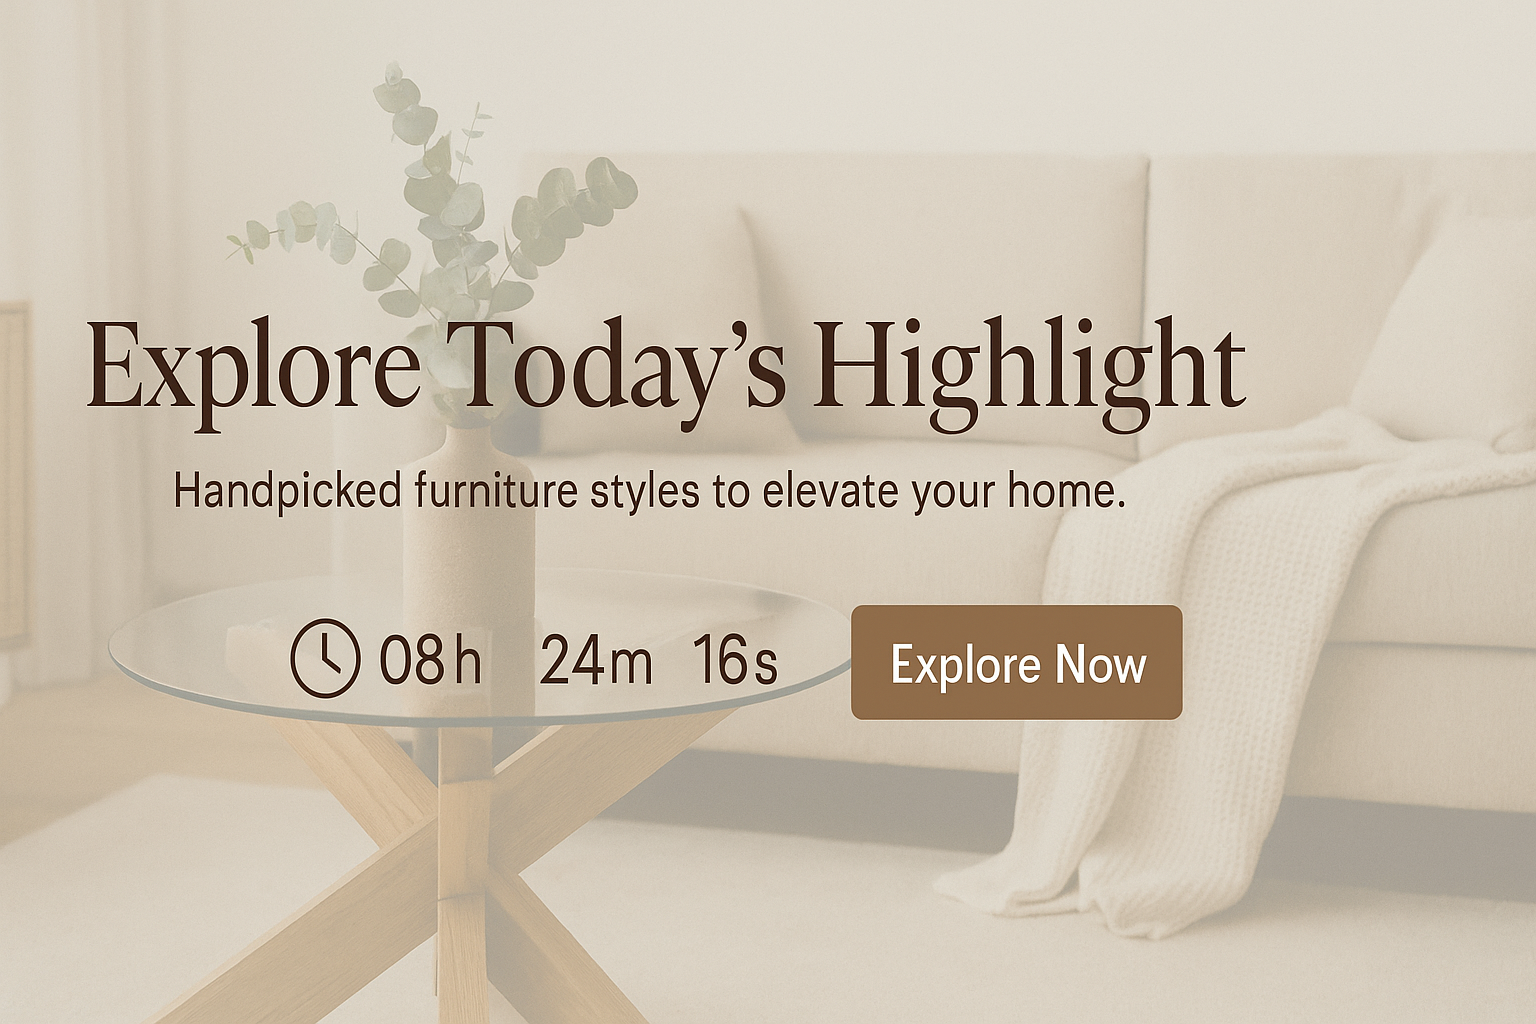 Explore Today’s Highlight
Handpicked furniture styles to elevate your home.
08h 24m 16s
Explore Now